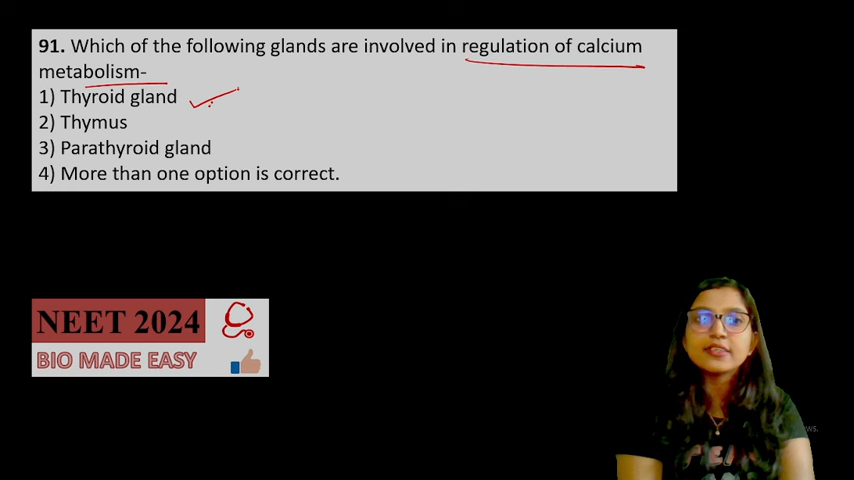 91. Which of the following glands are involved in regulation of calcium
metabolism-
1) Thyroid gland
2) Thymus
3) Parathyroid gland
4) More than one option is correct.
NEET 2024
BIO MADE EASY